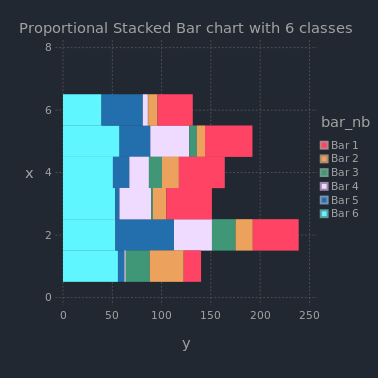 Proportional Stacked Bar chart with 6 classes
8
6
4
2
0
x
0 50 100 150 200 250
y
bar_nb
Bar 1
Bar 2
Bar 3
Bar 4
Bar 5
Bar 6